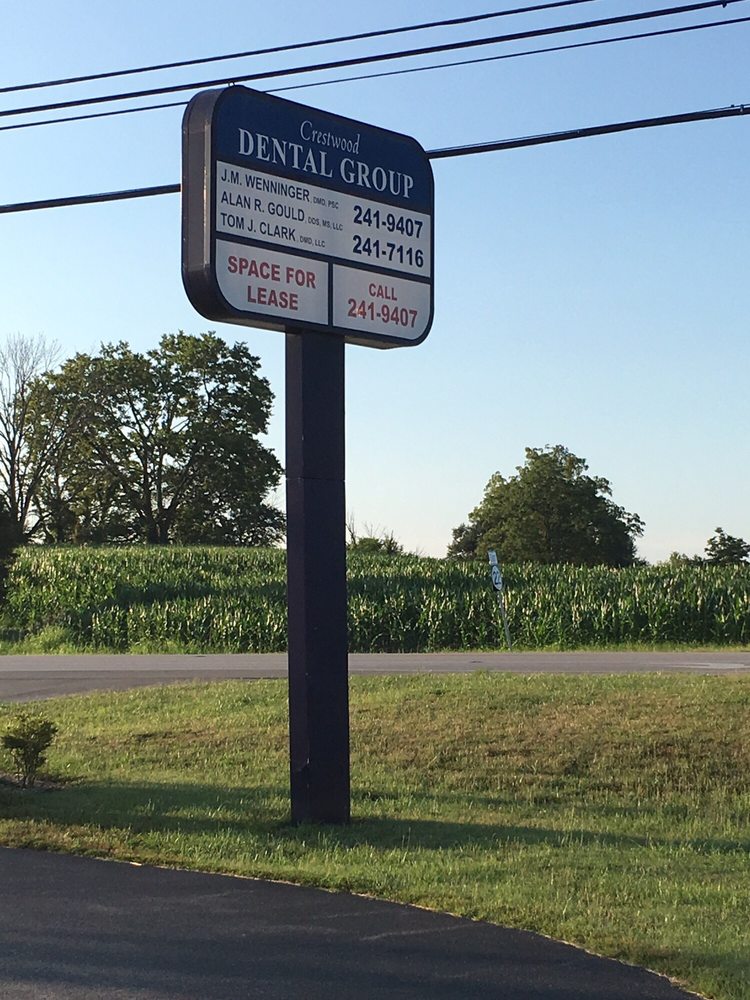 Crestwood
DENTAL GROUP
J.M. WENNINGER, DMD, PSC
ALAN R. GOULD, DDS, MS, LLC
TOM J. CLARK, DMD, LLC
241-9407
241-7116
SPACE FOR
LEASE
CALL
241-9407